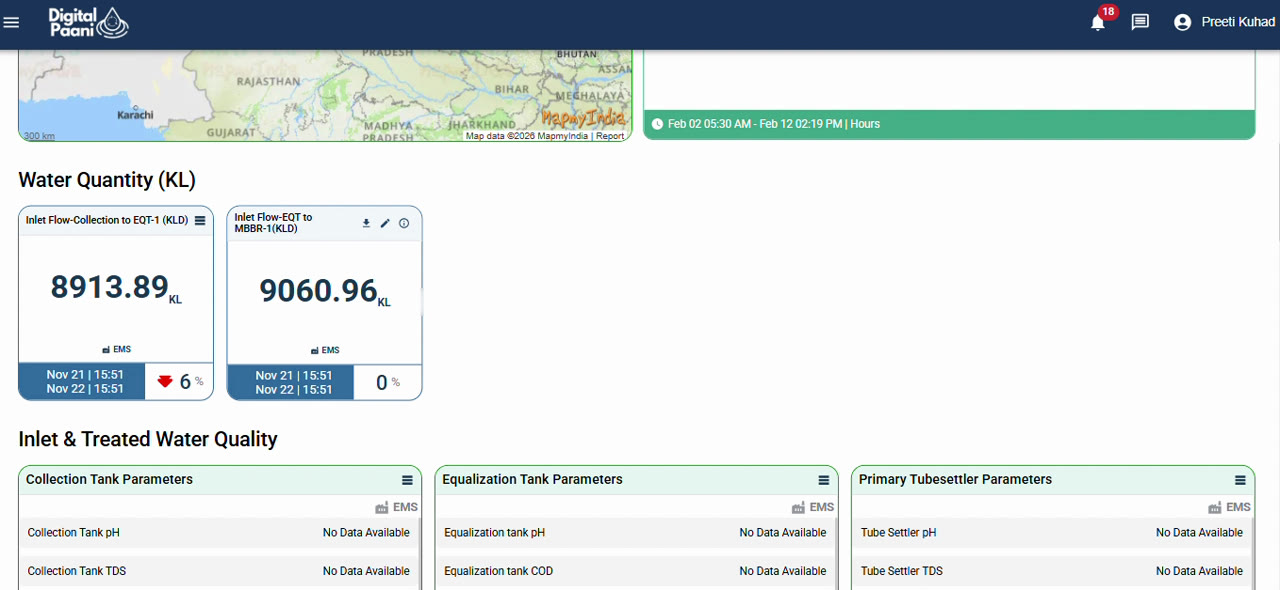 Digital
Paani
18
Preeti Kuhad
PRADESH
BHUTAN
ASSAM
RAJASTHAN
BIHAR
MEGHALAYA
Karachi
MapmyIndia
GUJARAT
MADHYA
PRADESH
JHARKHAND
300 km
Map data ©2026 MapmyIndia | Report
Feb 02 05:30 AM - Feb 12 02:19 PM | Hours
Water Quantity (KL)
Inlet Flow-Collection to EQT-1 (KLD)
8913.89 KL
EMS
Nov 21 | 15:51
Nov 22 | 15:51
6 %
Inlet Flow-EQT to
MBBR-1(KLD)
9060.96 KL
EMS
Nov 21 | 15:51
Nov 22 | 15:51
0 %
Inlet & Treated Water Quality
Collection Tank Parameters
EMS
Collection Tank pH No Data Available
Collection Tank TDS No Data Available
Equalization Tank Parameters
EMS
Equalization tank pH No Data Available
Equalization tank COD No Data Available
Primary Tubesettler Parameters
EMS
Tube Settler pH No Data Available
Tube Settler TDS No Data Available